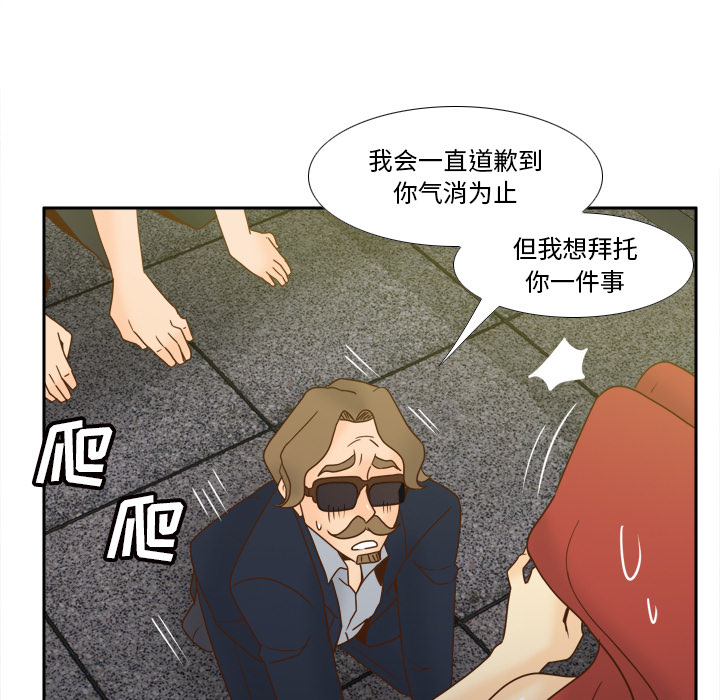 我会一直道歉到
你气消为止
但我想拜托
你一件事
爬
爬